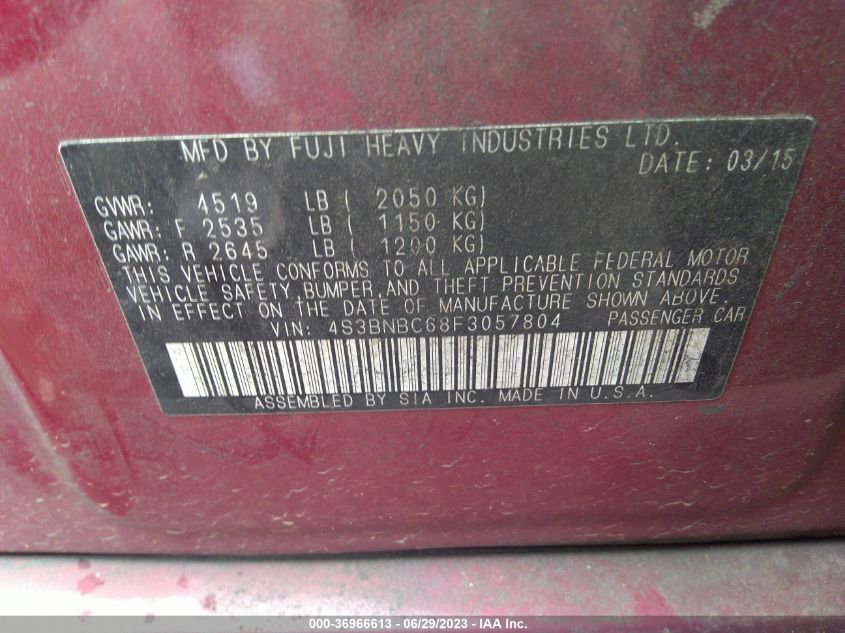 MFD BY FUJI HEAVY INDUSTRIES LTD.
DATE: 03/15
GVWR: 4519 LB ( 2050 KG)
GAWR: F 2535 LB ( 1150 KG)
GAWR: R 2645 LB ( 1200 KG)
THIS VEHICLE CONFORMS TO ALL APPLICABLE FEDERAL MOTOR
VEHICLE SAFETY, BUMPER, AND THEFT PREVENTION STANDARDS
IN EFFECT ON THE DATE OF MANUFACTURE SHOWN ABOVE.
VIN: 4S3BNBC68F3057804 PASSENGER CAR
ASSEMBLED BY SIA INC. MADE IN U.S.A.
000-36966613 - 06/29/2023 - IAA Inc.